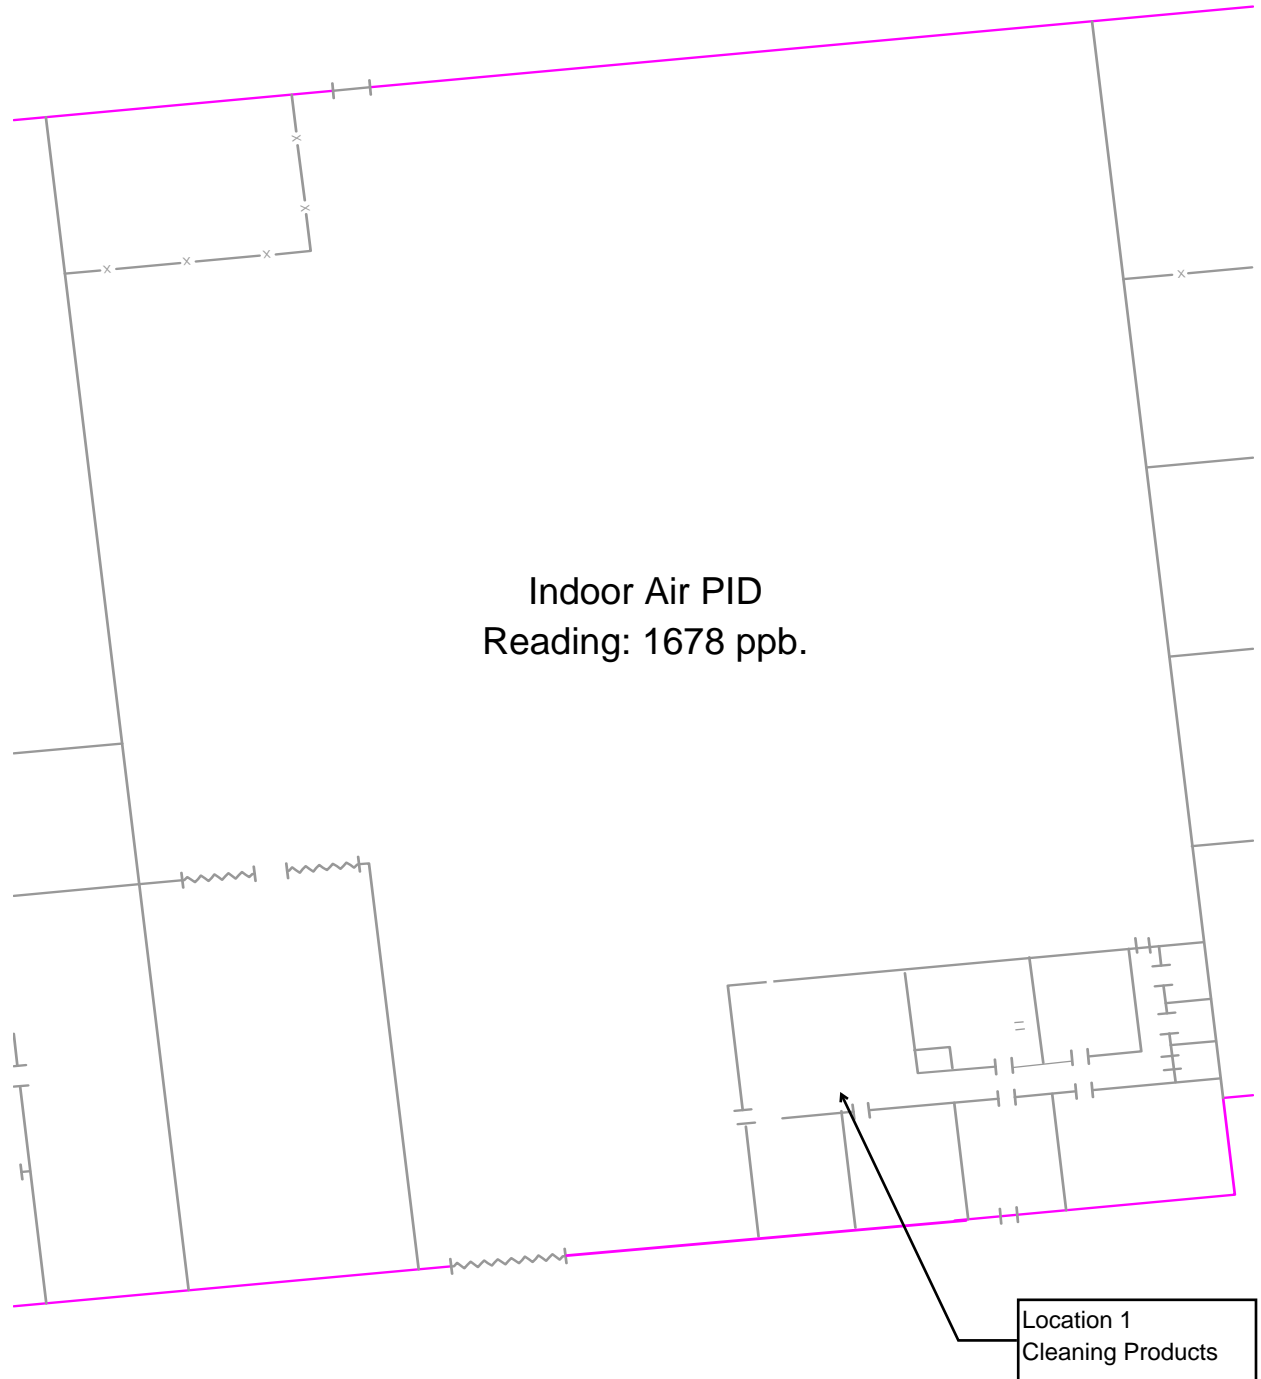 Indoor Air PID
Reading: 1678 ppb.
Location 1
Cleaning Products